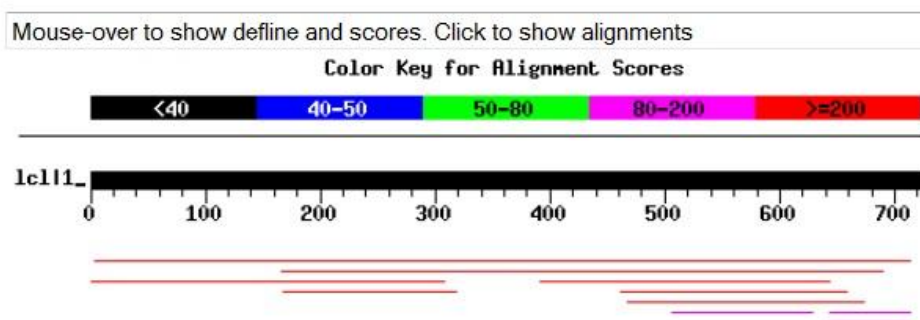 Mouse-over to show defline and scores. Click to show alignments
Color Key for Alignment Scores
<40 40-50 50-80 80-200 >=200
lcl|1_
0 100 200 300 400 500 600 700